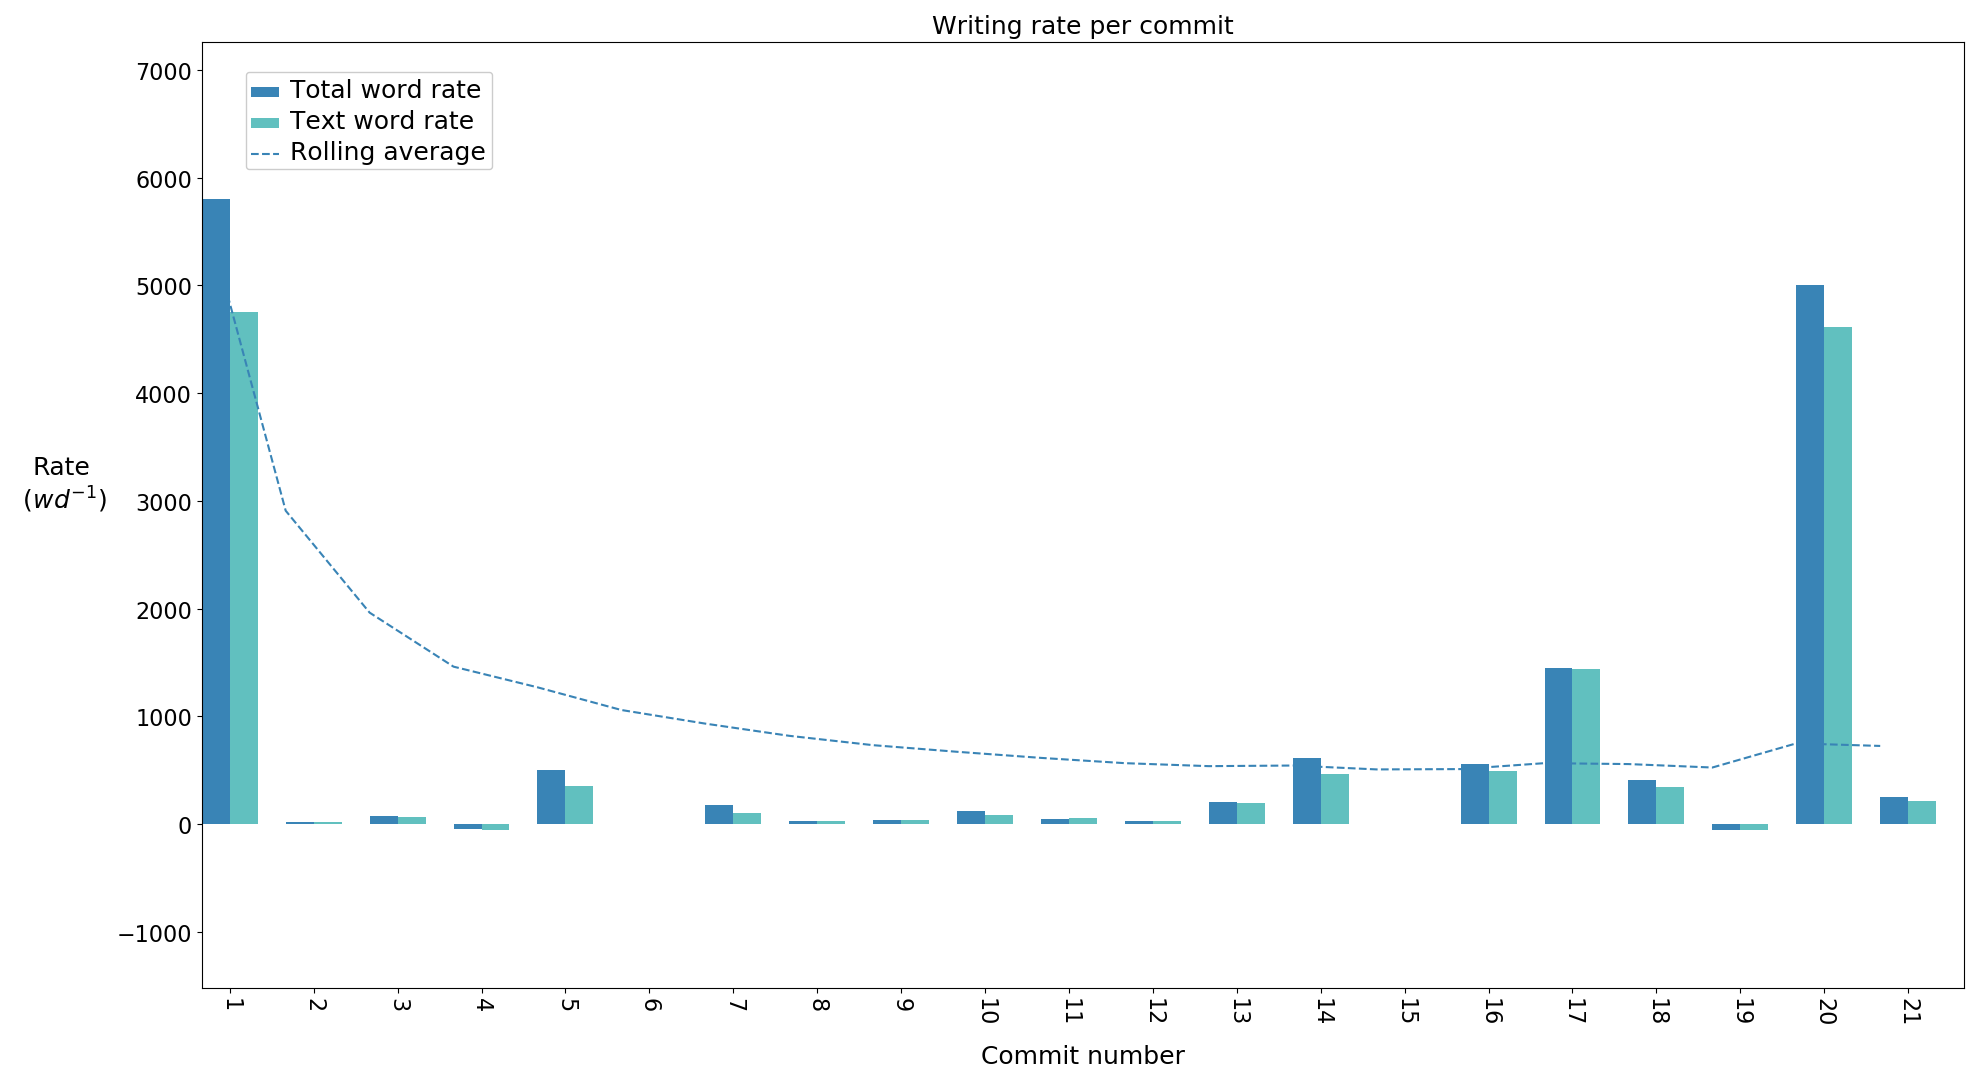 Writing rate per commit
7000
Total word rate
Text word rate
Rolling average
6000
5000
4000
Rate
(wd⁻¹)
3000
2000
1000
0
−1000
1 2 3 4 5 6 7 8 9 10 11 12 13 14 15 16 17 18 19 20 21
Commit number